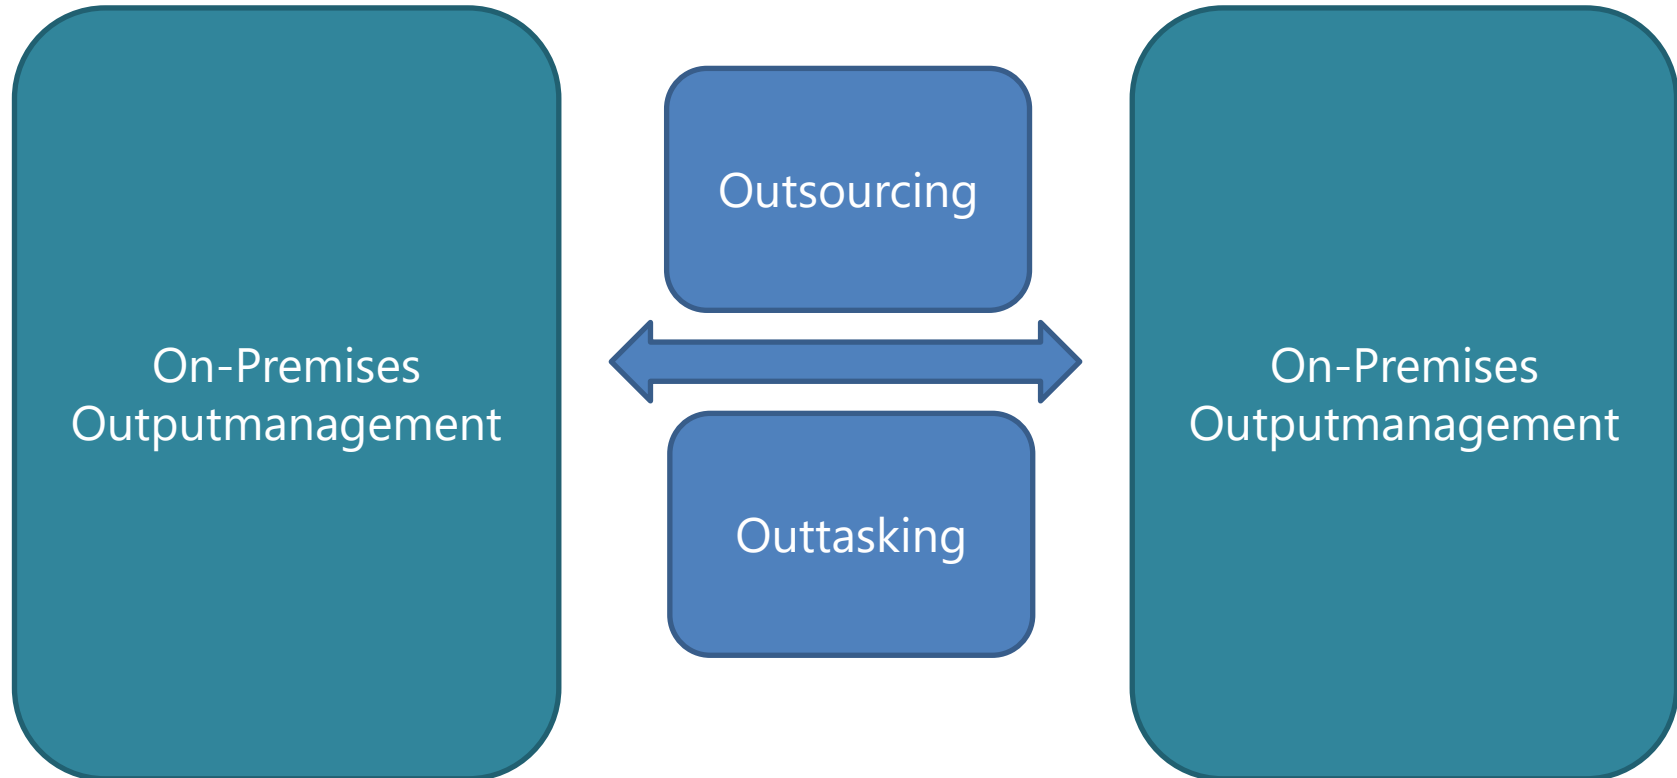 On-Premises
Outputmanagement
Outsourcing
Outtasking
On-Premises
Outputmanagement